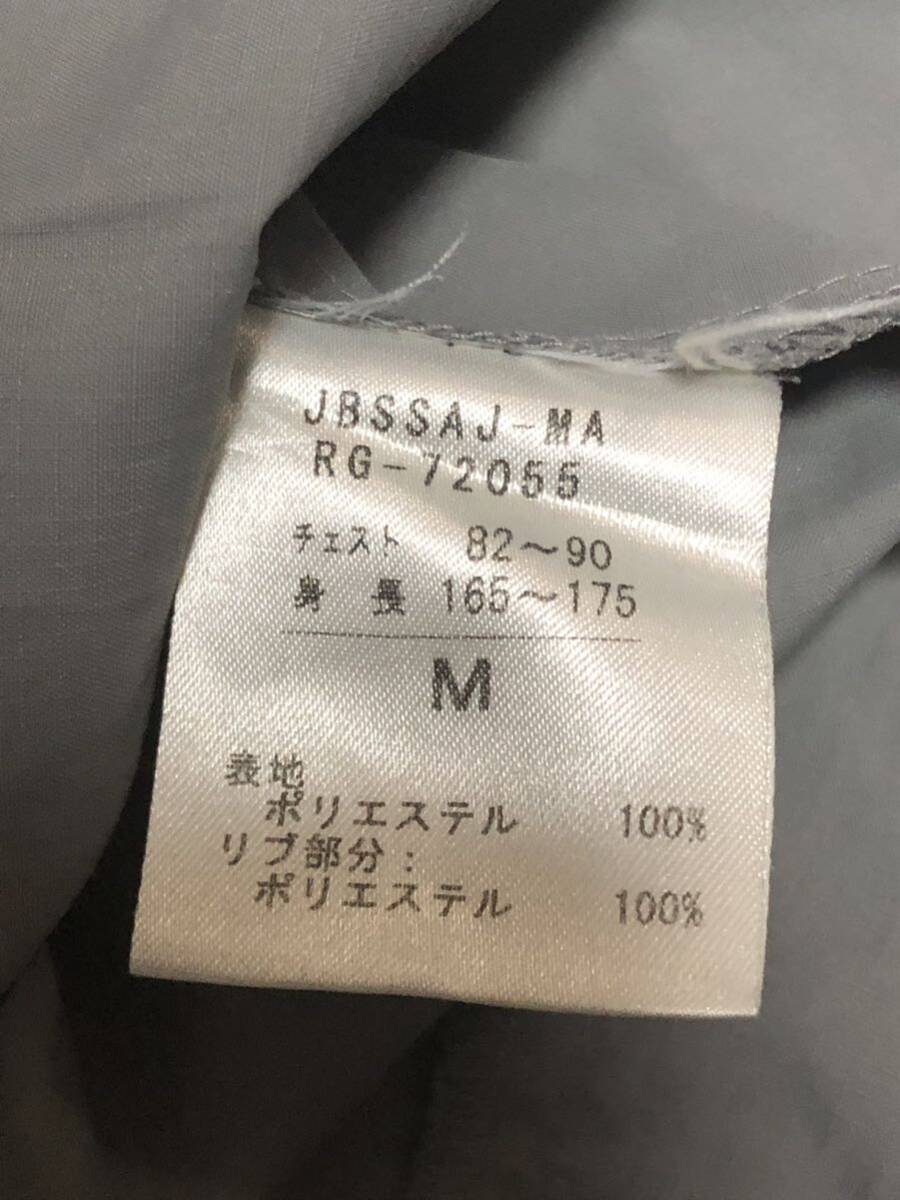 JBSSAJ-MA
RG-72055
チェスト 82〜90
身 長 165〜175
M
表地
ポリエステル 100%
リブ部分：
ポリエステル 100%